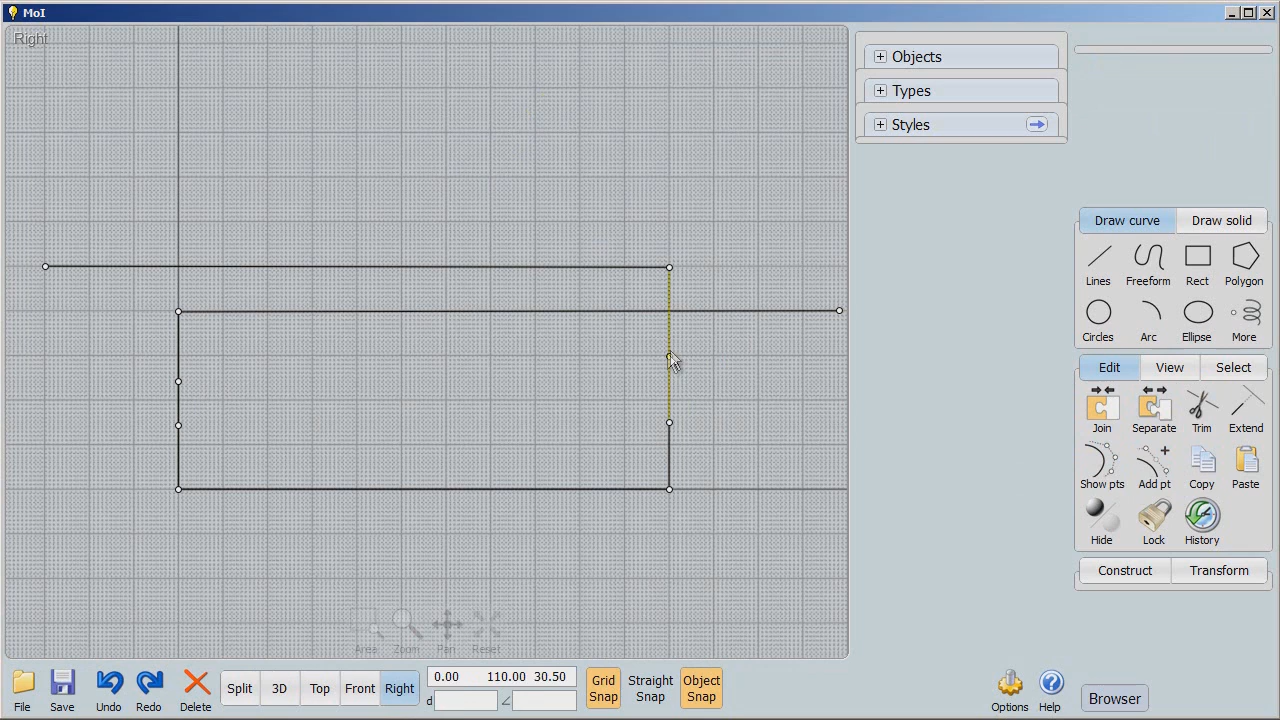 MoI
Right
Objects
Types
Styles
Draw curve Draw solid
Lines Freeform Rect Polygon
Circles Arc Ellipse More
Edit View Select
Join Separate Trim Extend
Show pts Add pt Copy Paste
Hide Lock History
Construct Transform
Area Zoom Pan Reset
File Save Undo Redo Delete
Split 3D Top Front Right
0.00 110.00 30.50
d ∠
Grid Snap
Straight Snap
Object Snap
Options Help
Browser